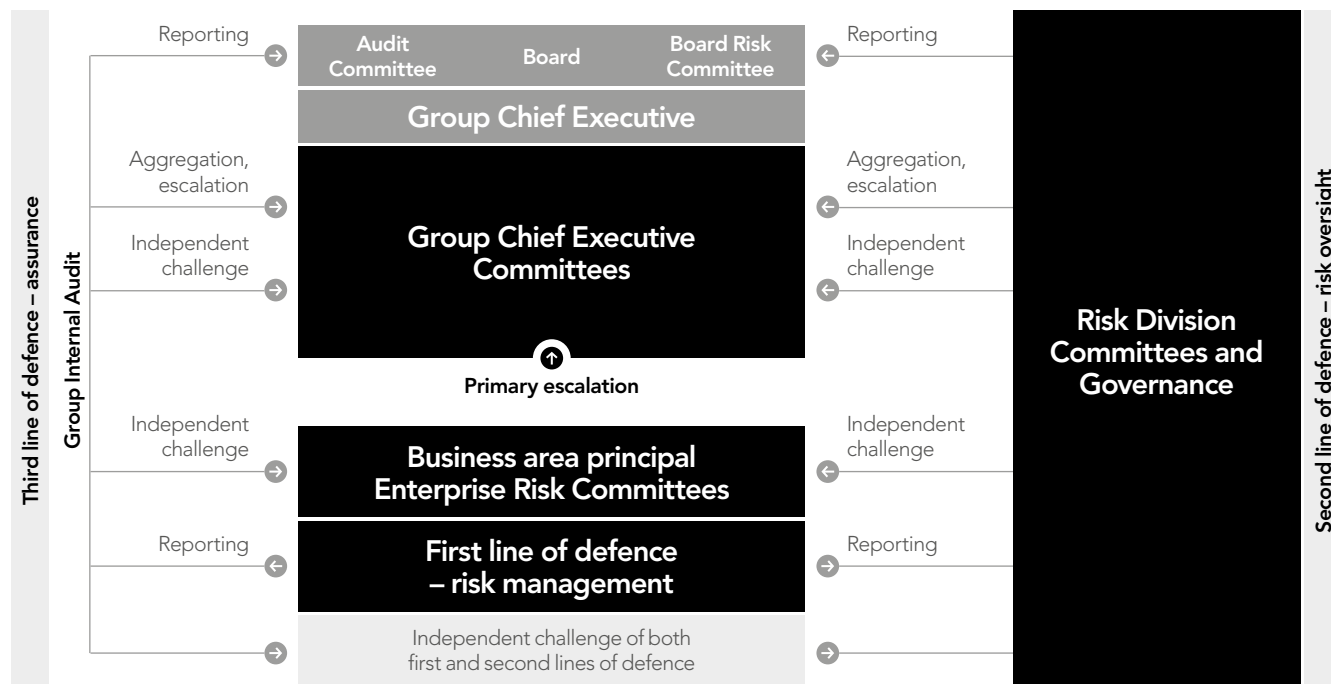 Third line of defence – assurance
Group Internal Audit
Reporting
Aggregation,
escalation
Independent
challenge
Independent
challenge
Reporting
Audit
Committee
Board
Board Risk
Committee
Group Chief Executive
Group Chief Executive
Committees
Primary escalation
Business area principal
Enterprise Risk Committees
First line of defence
– risk management
Independent challenge of both
first and second lines of defence
Reporting
Aggregation,
escalation
Independent
challenge
Independent
challenge
Reporting
Risk Division
Committees and
Governance
Second line of defence – risk oversight